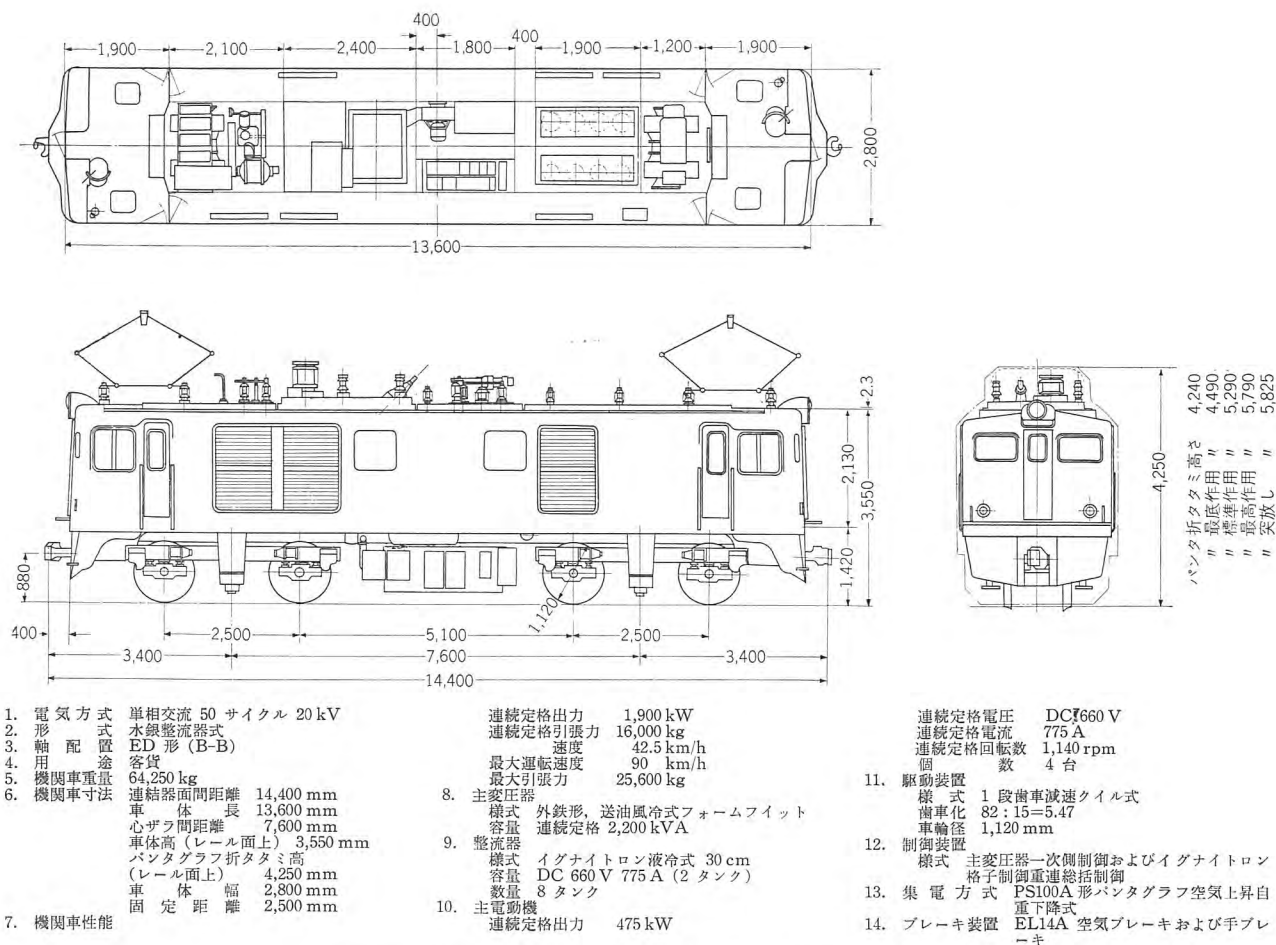 400
400
1,900
2,100
2,400
1,800
1,900
1,200
1,900
2,800
13,600
2.3
2,130
3,550
1,420
880
1,120
400
2,500
5,100
2,500
3,400
7,600
3,400
14,400
4,250
パンタ折タタミ高さ 4,240
〃 最底作用 〃 4,490
〃 標準作用 〃 5,290
〃 最高作用 〃 5,790
〃 突放し 〃 5,825
1. 電気方式 単相交流 50 サイクル 20 kV
2. 形式 水銀整流器式
3. 軸配置 ED 形 (B-B)
4. 用途 客貨
5. 機関車重量 64,250 kg
6. 機関車寸法 連結器面間距離 14,400 mm
車体長 13,600 mm
心ザラ間距離 7,600 mm
車体高 (レール面上) 3,550 mm
パンタグラフ折タタミ高
(レール面上) 4,250 mm
車体幅 2,800 mm
固定距離 2,500 mm
7. 機関車性能
連続定格出力 1,900 kW
連続定格引張力 16,000 kg
速度 42.5 km/h
最大運転速度 90 km/h
最大引張力 25,600 kg
8. 主変圧器
様式 外鉄形, 送油風冷式フォームフイット
容量 連続定格 2,200 kVA
9. 整流器
様式 イグナイトロン液冷式 30 cm
容量 DC 660 V 775 A (2 タンク)
数量 8 タンク
10. 主電動機
連続定格出力 475 kW
連続定格電圧 DC 660 V
連続定格電流 775 A
連続定格回転数 1,140 rpm
個数 4 台
11. 駆動装置
様式 1 段歯車減速クイル式
歯車化 82:15=5.47
車輪径 1,120 mm
12. 制御装置
様式 主変圧器一次側制御およびイグナイトロン
格子制御重連総括制御
13. 集電方式 PS100A 形パンタグラフ空気上昇自
重下降式
14. ブレーキ装置 EL14A 空気ブレーキおよび手ブレ
ーキ